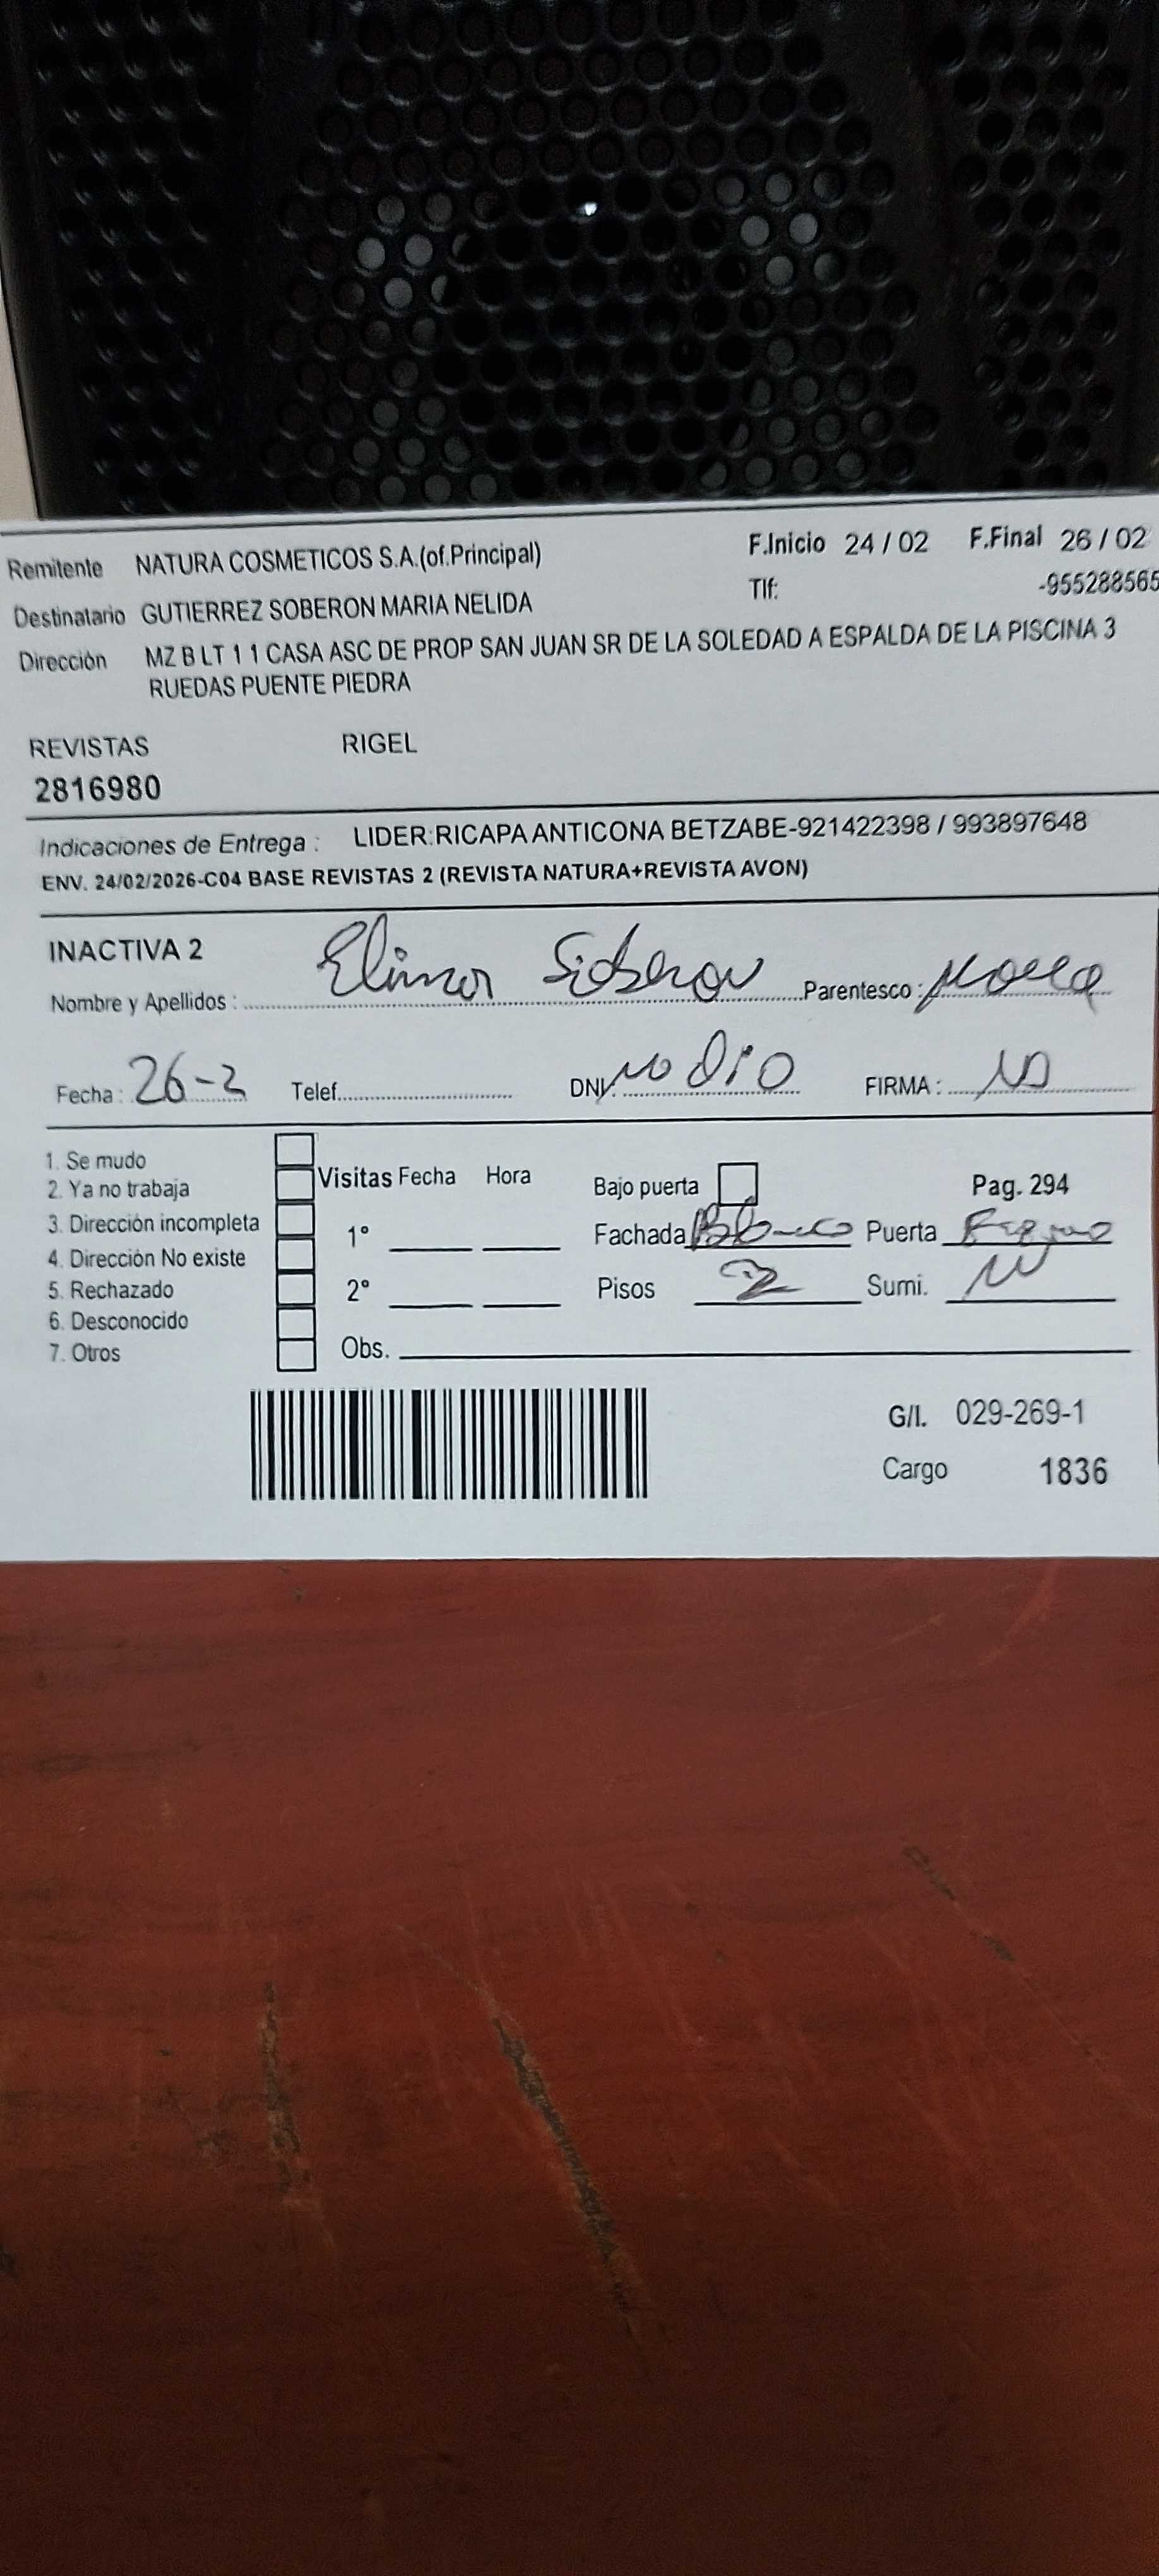 Remitente NATURA COSMETICOS S.A.(of.Principal) F.Inicio 24 / 02 F.Final 26 / 02
Destinatario GUTIERREZ SOBERON MARIA NELIDA Tlf: -955288565
Dirección MZ B LT 1 1 CASA ASC DE PROP SAN JUAN SR DE LA SOLEDAD A ESPALDA DE LA PISCINA 3
RUEDAS PUENTE PIEDRA
REVISTAS RIGEL
2816980
Indicaciones de Entrega : LIDER:RICAPA ANTICONA BETZABE-921422398 / 993897648
ENV. 24/02/2026-C04 BASE REVISTAS 2 (REVISTA NATURA+REVISTA AVON)
INACTIVA 2
Nombre y Apellidos : Soberon Parentesco :
Fecha : 26-2 Telef. DNI. no dio FIRMA :
1. Se mudo
2. Ya no trabaja Visitas Fecha Hora Bajo puerta Pag. 294
3. Dirección incompleta 1° Fachada Blanco Puerta
4. Dirección No existe
5. Rechazado 2° Pisos 2 Sumi.
6. Desconocido
7. Otros Obs.
G/I. 029-269-1
Cargo 1836